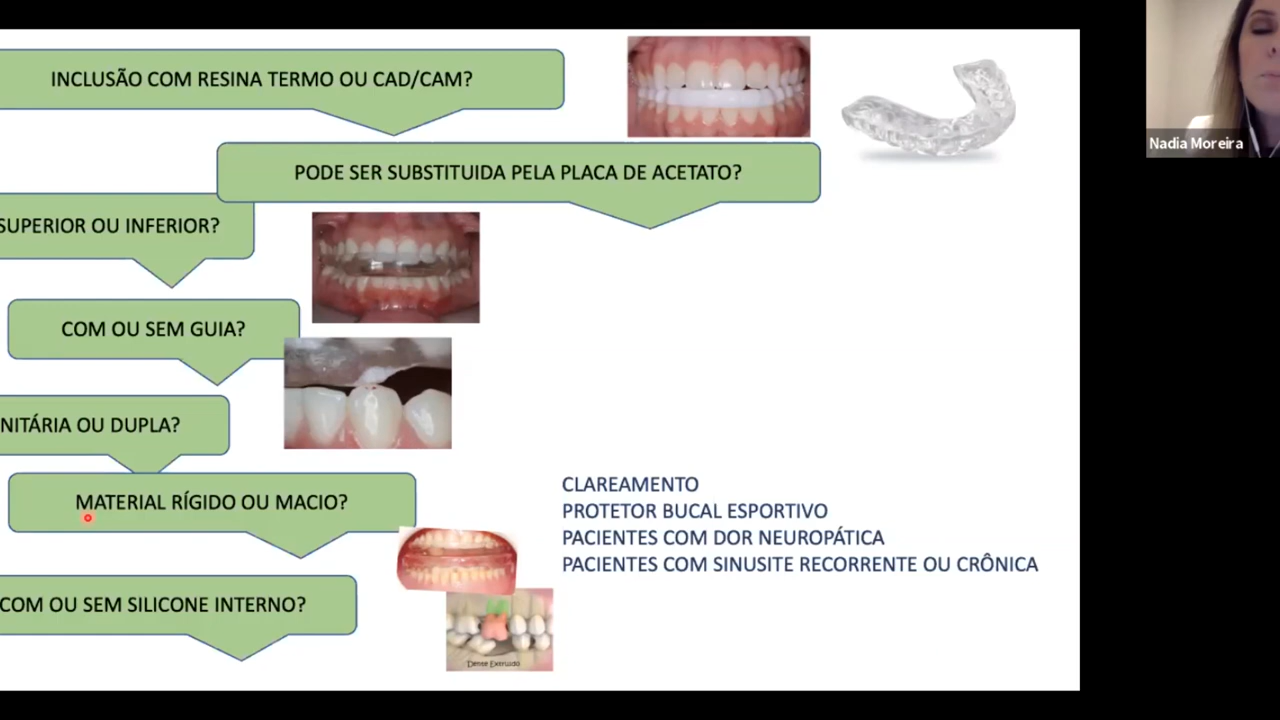 INCLUSÃO COM RESINA TERMO OU CAD/CAM?
Nadia Moreira
PODE SER SUBSTITUIDA PELA PLACA DE ACETATO?
SUPERIOR OU INFERIOR?
COM OU SEM GUIA?
NITÁRIA OU DUPLA?
MATERIAL RÍGIDO OU MACIO?
CLAREAMENTO
PROTETOR BUCAL ESPORTIVO
PACIENTES COM DOR NEUROPÁTICA
PACIENTES COM SINUSITE RECORRENTE OU CRÔNICA
COM OU SEM SILICONE INTERNO?
Dente Extruído